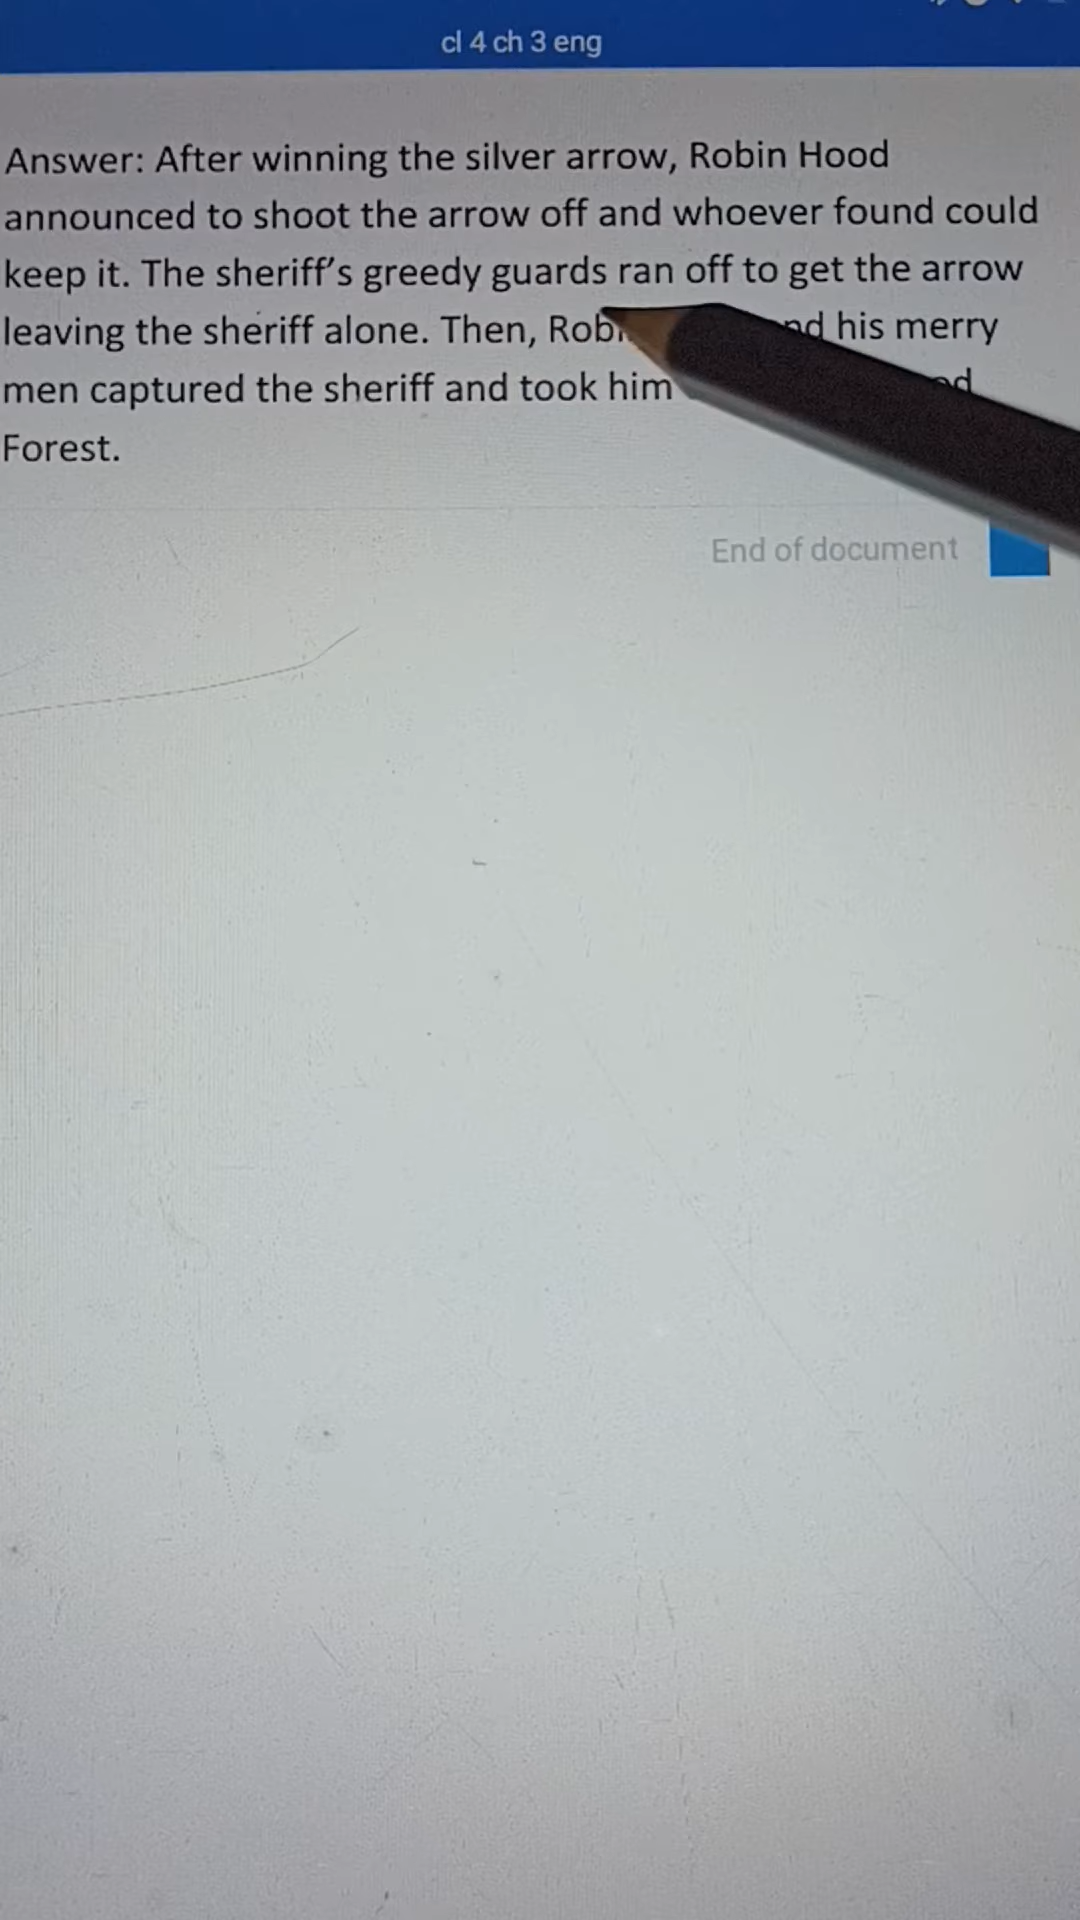 cl 4 ch 3 eng
Answer: After winning the silver arrow, Robin Hood
announced to shoot the arrow off and whoever found could
keep it. The sheriff's greedy guards ran off to get the arrow
leaving the sheriff alone. Then, his merry
men captured the sheriff and took him
Forest.
End of document